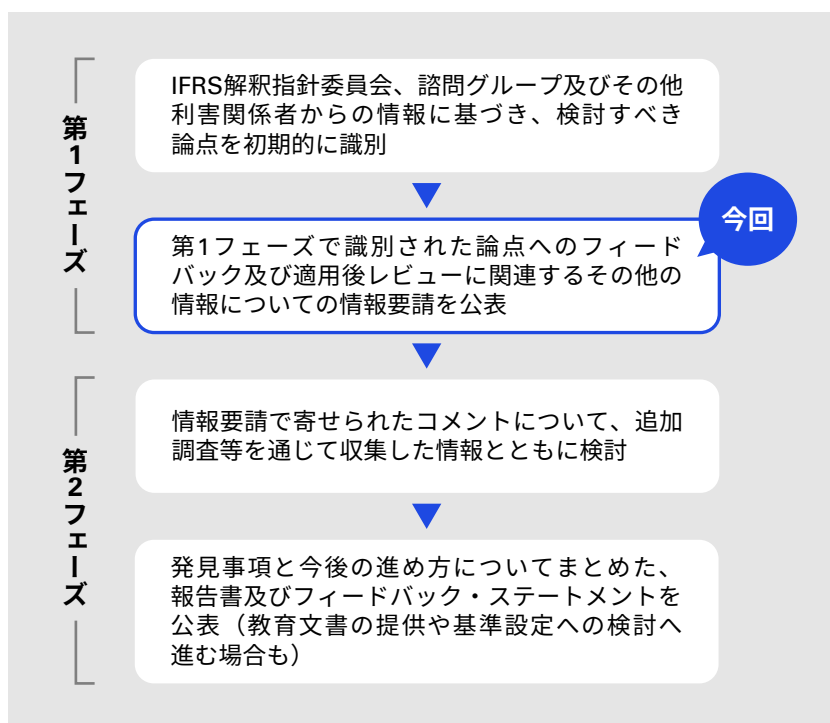 第1フェーズ
IFRS解釈指針委員会、諮問グループ及びその他
利害関係者からの情報に基づき、検討すべき
論点を初期的に識別
今回
第1フェーズで識別された論点へのフィード
バック及び適用後レビューに関連するその他の
情報についての情報要請を公表
第2フェーズ
情報要請で寄せられたコメントについて、追加
調査等を通じて収集した情報とともに検討
発見事項と今後の進め方についてまとめた、
報告書及びフィードバック・ステートメントを
公表（教育文書の提供や基準設定への検討へ
進む場合も）